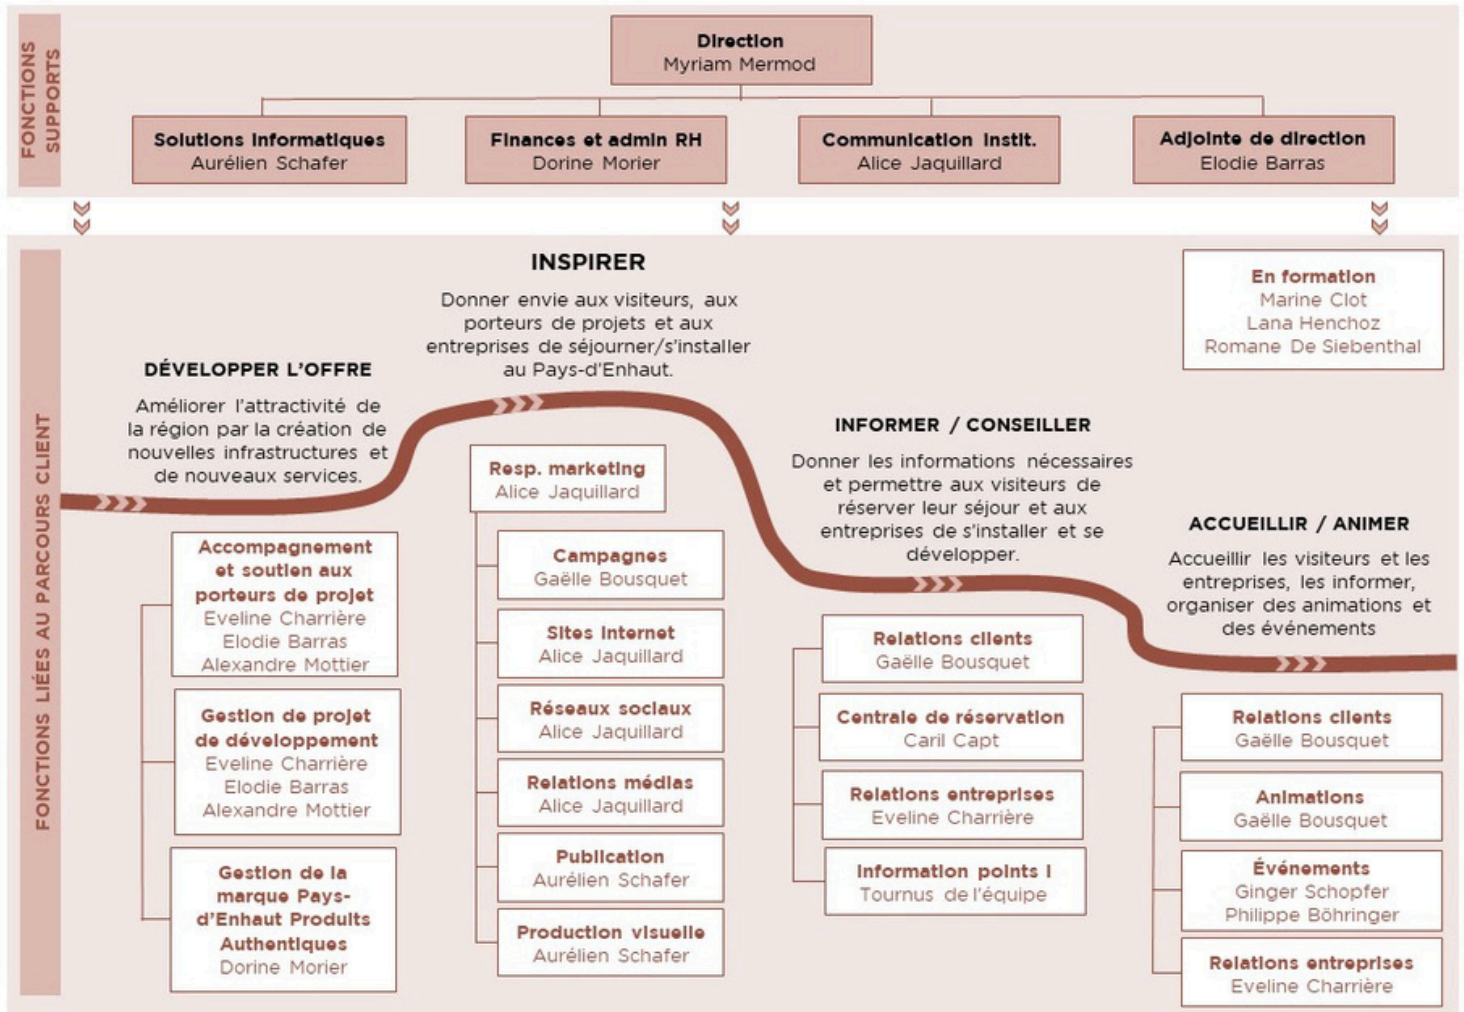 FONCTIONS
SUPPORTS
Direction
Myriam Mermod
Solutions informatiques
Aurélien Schafer
Finances et admin RH
Dorine Morier
Communication instit.
Alice Jaquillard
Adjointe de direction
Elodie Barras
FONCTIONS LIÉES AU PARCOURS CLIENT
En formation
Marine Clot
Lana Henchoz
Romane De Siebenthal
DÉVELOPPER L'OFFRE
Améliorer l'attractivité de
la région par la création de
nouvelles infrastructures et
de nouveaux services.
Accompagnement
et soutien aux
porteurs de projet
Eveline Charrière
Elodie Barras
Alexandre Mottier
Gestion de projet
de développement
Eveline Charrière
Elodie Barras
Alexandre Mottier
Gestion de la
marque Pays-
d'Enhaut Produits
Authentiques
Dorine Morier
INSPIRER
Donner envie aux visiteurs, aux
porteurs de projets et aux
entreprises de séjourner/s'installer
au Pays-d'Enhaut.
Resp. marketing
Alice Jaquillard
Campagnes
Gaëlle Bousquet
Sites internet
Alice Jaquillard
Réseaux sociaux
Alice Jaquillard
Relations médias
Alice Jaquillard
Publication
Aurélien Schafer
Production visuelle
Aurélien Schafer
INFORMER / CONSEILLER
Donner les informations nécessaires
et permettre aux visiteurs de
réserver leur séjour et aux
entreprises de s'installer et se
développer.
Relations clients
Gaëlle Bousquet
Centrale de réservation
Caril Capt
Relations entreprises
Eveline Charrière
Information points i
Tournus de l'équipe
ACCUEILLIR / ANIMER
Accueillir les visiteurs et les
entreprises, les informer,
organiser des animations et
des événements
Relations clients
Gaëlle Bousquet
Animations
Gaëlle Bousquet
Événements
Ginger Schopfer
Philippe Böhringer
Relations entreprises
Eveline Charrière